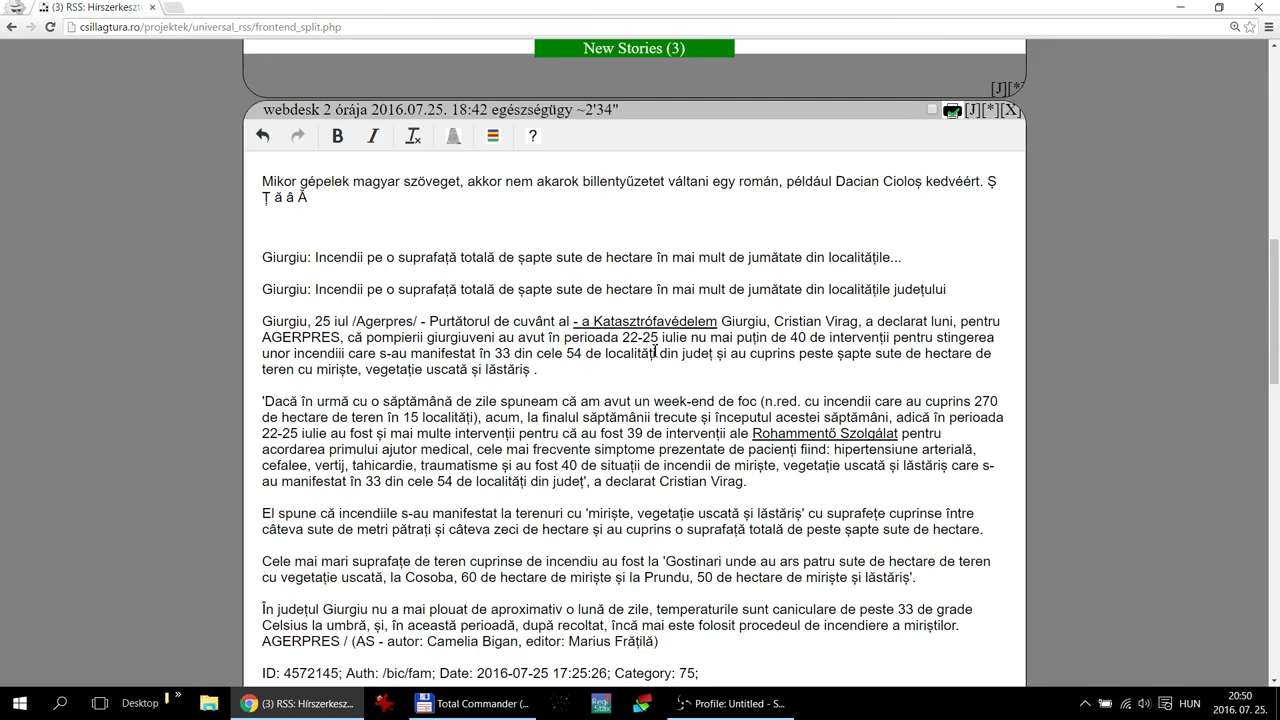 (3) RSS: Hírszerkeszt
csillagtura.ro/projektek/universal_rss/frontend_split.php
New Stories (3)
[J][*
webdesk 2 órája 2016.07.25. 18:42 egészségügy ~2'34" [J][*][X]
B I Tx ?
Mikor gépelek magyar szöveget, akkor nem akarok billentyűzetet váltani egy román, például Dacian Cioloș kedvéért. Ș
Ț ă â Ă
Giurgiu: Incendii pe o suprafață totală de șapte sute de hectare în mai mult de jumătate din localitățile...
Giurgiu: Incendii pe o suprafață totală de șapte sute de hectare în mai mult de jumătate din localitățile județului
Giurgiu, 25 iul /Agerpres/ - Purtătorul de cuvânt al - a Katasztrófavédelem Giurgiu, Cristian Virag, a declarat luni, pentru
AGERPRES, că pompierii giurgiuveni au avut în perioada 22-25 iulie nu mai puțin de 40 de intervenții pentru stingerea
unor incendiii care s-au manifestat în 33 din cele 54 de localități din județ și au cuprins peste șapte sute de hectare de
teren cu miriște, vegetație uscată și lăstăriș .
'Dacă în urmă cu o săptămână de zile spuneam că am avut un week-end de foc (n.red. cu incendii care au cuprins 270
de hectare de teren în 15 localități), acum, la finalul săptămânii trecute și începutul acestei săptămâni, adică în perioada
22-25 iulie au fost și mai multe intervenții pentru că au fost 39 de intervenții ale Rohammentő Szolgálat pentru
acordarea primului ajutor medical, cele mai frecvente simptome prezentate de pacienți fiind: hipertensiune arterială,
cefalee, vertij, tahicardie, traumatisme și au fost 40 de situații de incendii de miriște, vegetație uscată și lăstăriș care s-
au manifestat în 33 din cele 54 de localități din județ', a declarat Cristian Virag.
El spune că incendiile s-au manifestat la terenuri cu 'miriște, vegetație uscată și lăstăriș' cu suprafețe cuprinse între
câteva sute de metri pătrați și câteva zeci de hectare și au cuprins o suprafață totală de peste șapte sute de hectare.
Cele mai mari suprafațe de teren cuprinse de incendiu au fost la 'Gostinari unde au ars patru sute de hectare de teren
cu vegetație uscată, la Cosoba, 60 de hectare de miriște și la Prundu, 50 de hectare de miriște și lăstăriș'.
În județul Giurgiu nu a mai plouat de aproximativ o lună de zile, temperaturile sunt caniculare de peste 33 de grade
Celsius la umbră, și, în această perioadă, după recoltat, încă mai este folosit procedeul de incendiere a miriștilor.
AGERPRES / (AS - autor: Camelia Bigan, editor: Marius Frățilă)
ID: 4572145; Auth: /bic/fam; Date: 2016-07-25 17:25:26; Category: 75;
Desktop » (3) RSS: Hírszerkesz... Total Commander (... Profile: Untitled - S... HUN 20:50
2016. 07. 25.